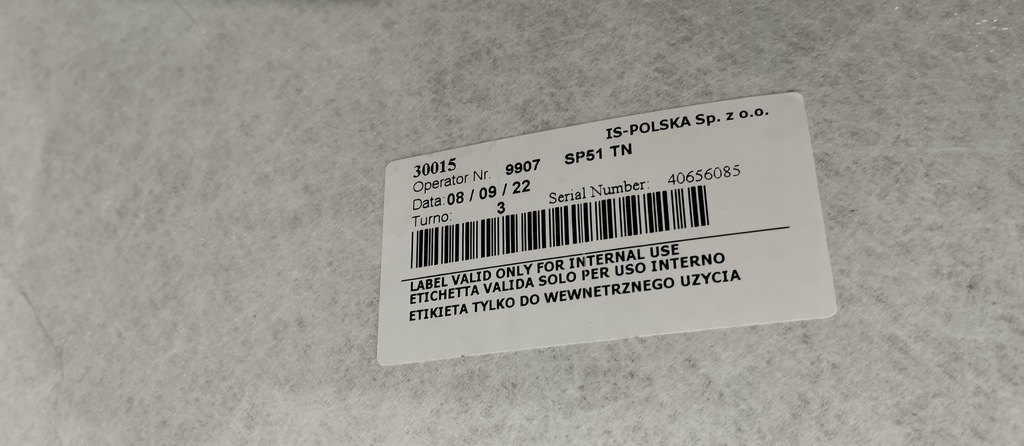 IS-POLSKA Sp. z o.o.
30015
Operator Nr. 9907 SP51 TN
Data: 08 / 09 / 22
Turno: 3 Serial Number: 40656085
LABEL VALID ONLY FOR INTERNAL USE
ETICHETTA VALIDA SOLO PER USO INTERNO
ETIKIETA TYLKO DO WEWNETRZNEGO UZYCIA